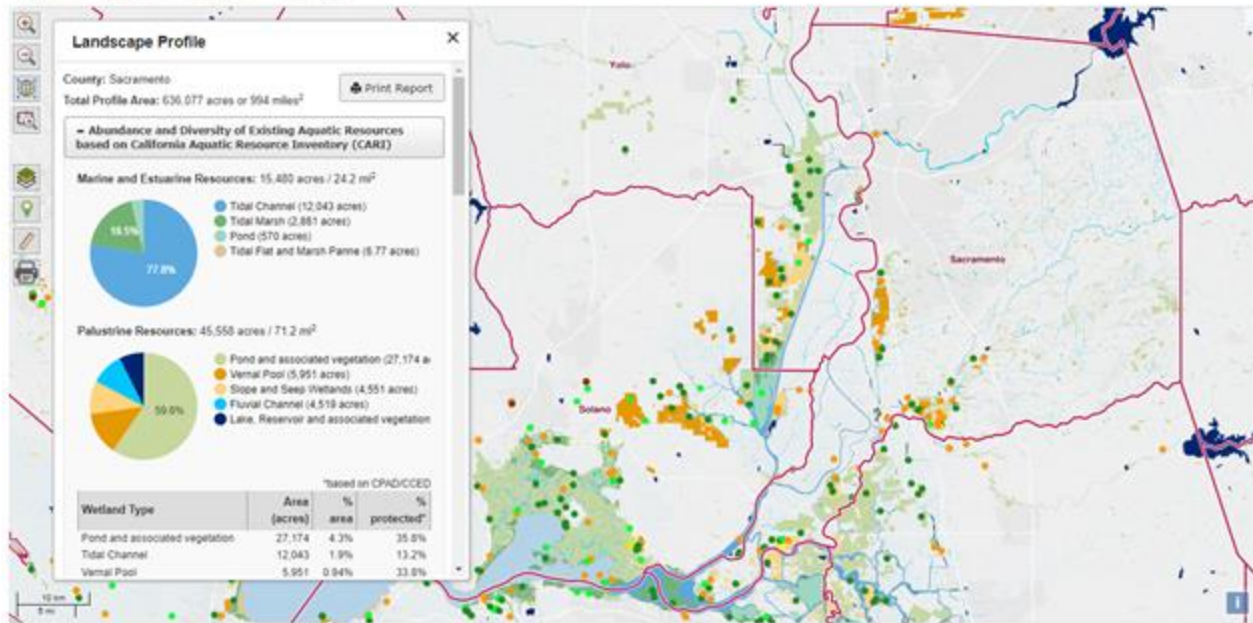 Landscape Profile
County: Sacramento
Print Report
Total Profile Area: 636,077 acres or 994 miles²
− Abundance and Diversity of Existing Aquatic Resources
based on California Aquatic Resource Inventory (CARI)
Marine and Estuarine Resources: 15,480 acres / 24.2 mi²
Tidal Channel (12,043 acres)
Tidal Marsh (2,861 acres)
Pond (570 acres)
Tidal Flat and Marsh Panne (6.77 acres)
18.5%
77.8%
Palustrine Resources: 45,558 acres / 71.2 mi²
Pond and associated vegetation (27,174 a
Vernal Pool (5,951 acres)
Slope and Seep Wetlands (4,551 acres)
Fluvial Channel (4,519 acres)
Lake, Reservoir and associated vegetation
59.6%
*based on CPAD/CCED
Wetland Type Area (acres) % area % protected*
Pond and associated vegetation 27,174 4.3% 35.8%
Tidal Channel 12,043 1.9% 13.2%
Vernal Pool 5,951 0.94% 33.8%
Yolo
Sacramento
Solano
10 km
5 mi
i